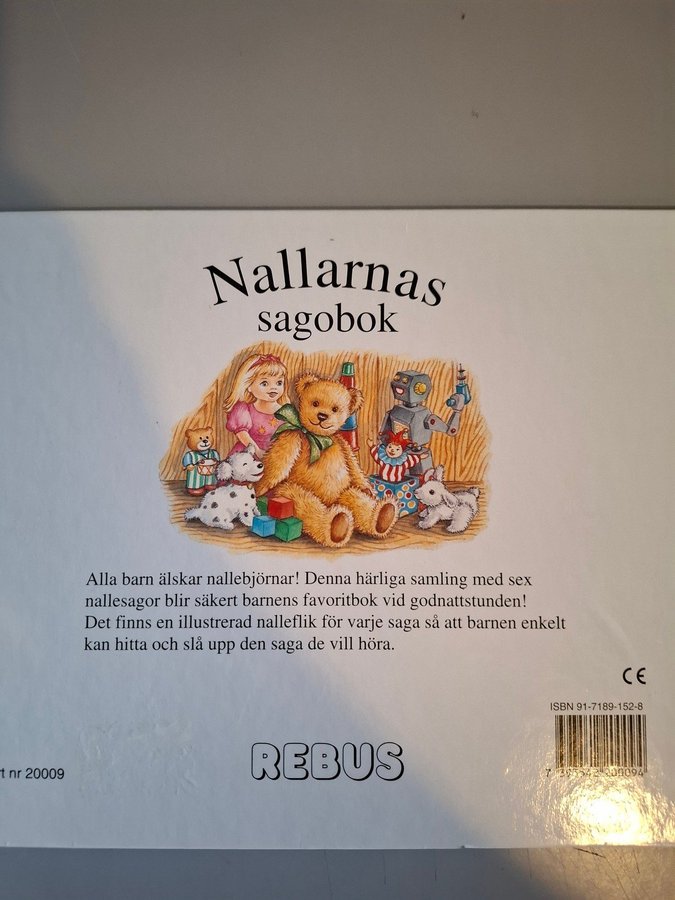 Nallarnas
sagobok
Alla barn älskar nallebjörnar! Denna härliga samling med sex
nallesagor blir säkert barnens favoritbok vid godnattstunden!
Det finns en illustrerad nalleflik för varje saga så att barnen enkelt
kan hitta och slå upp den saga de vill höra.
CE
ISBN 91-7189-152-8
REBUS
nr 20009